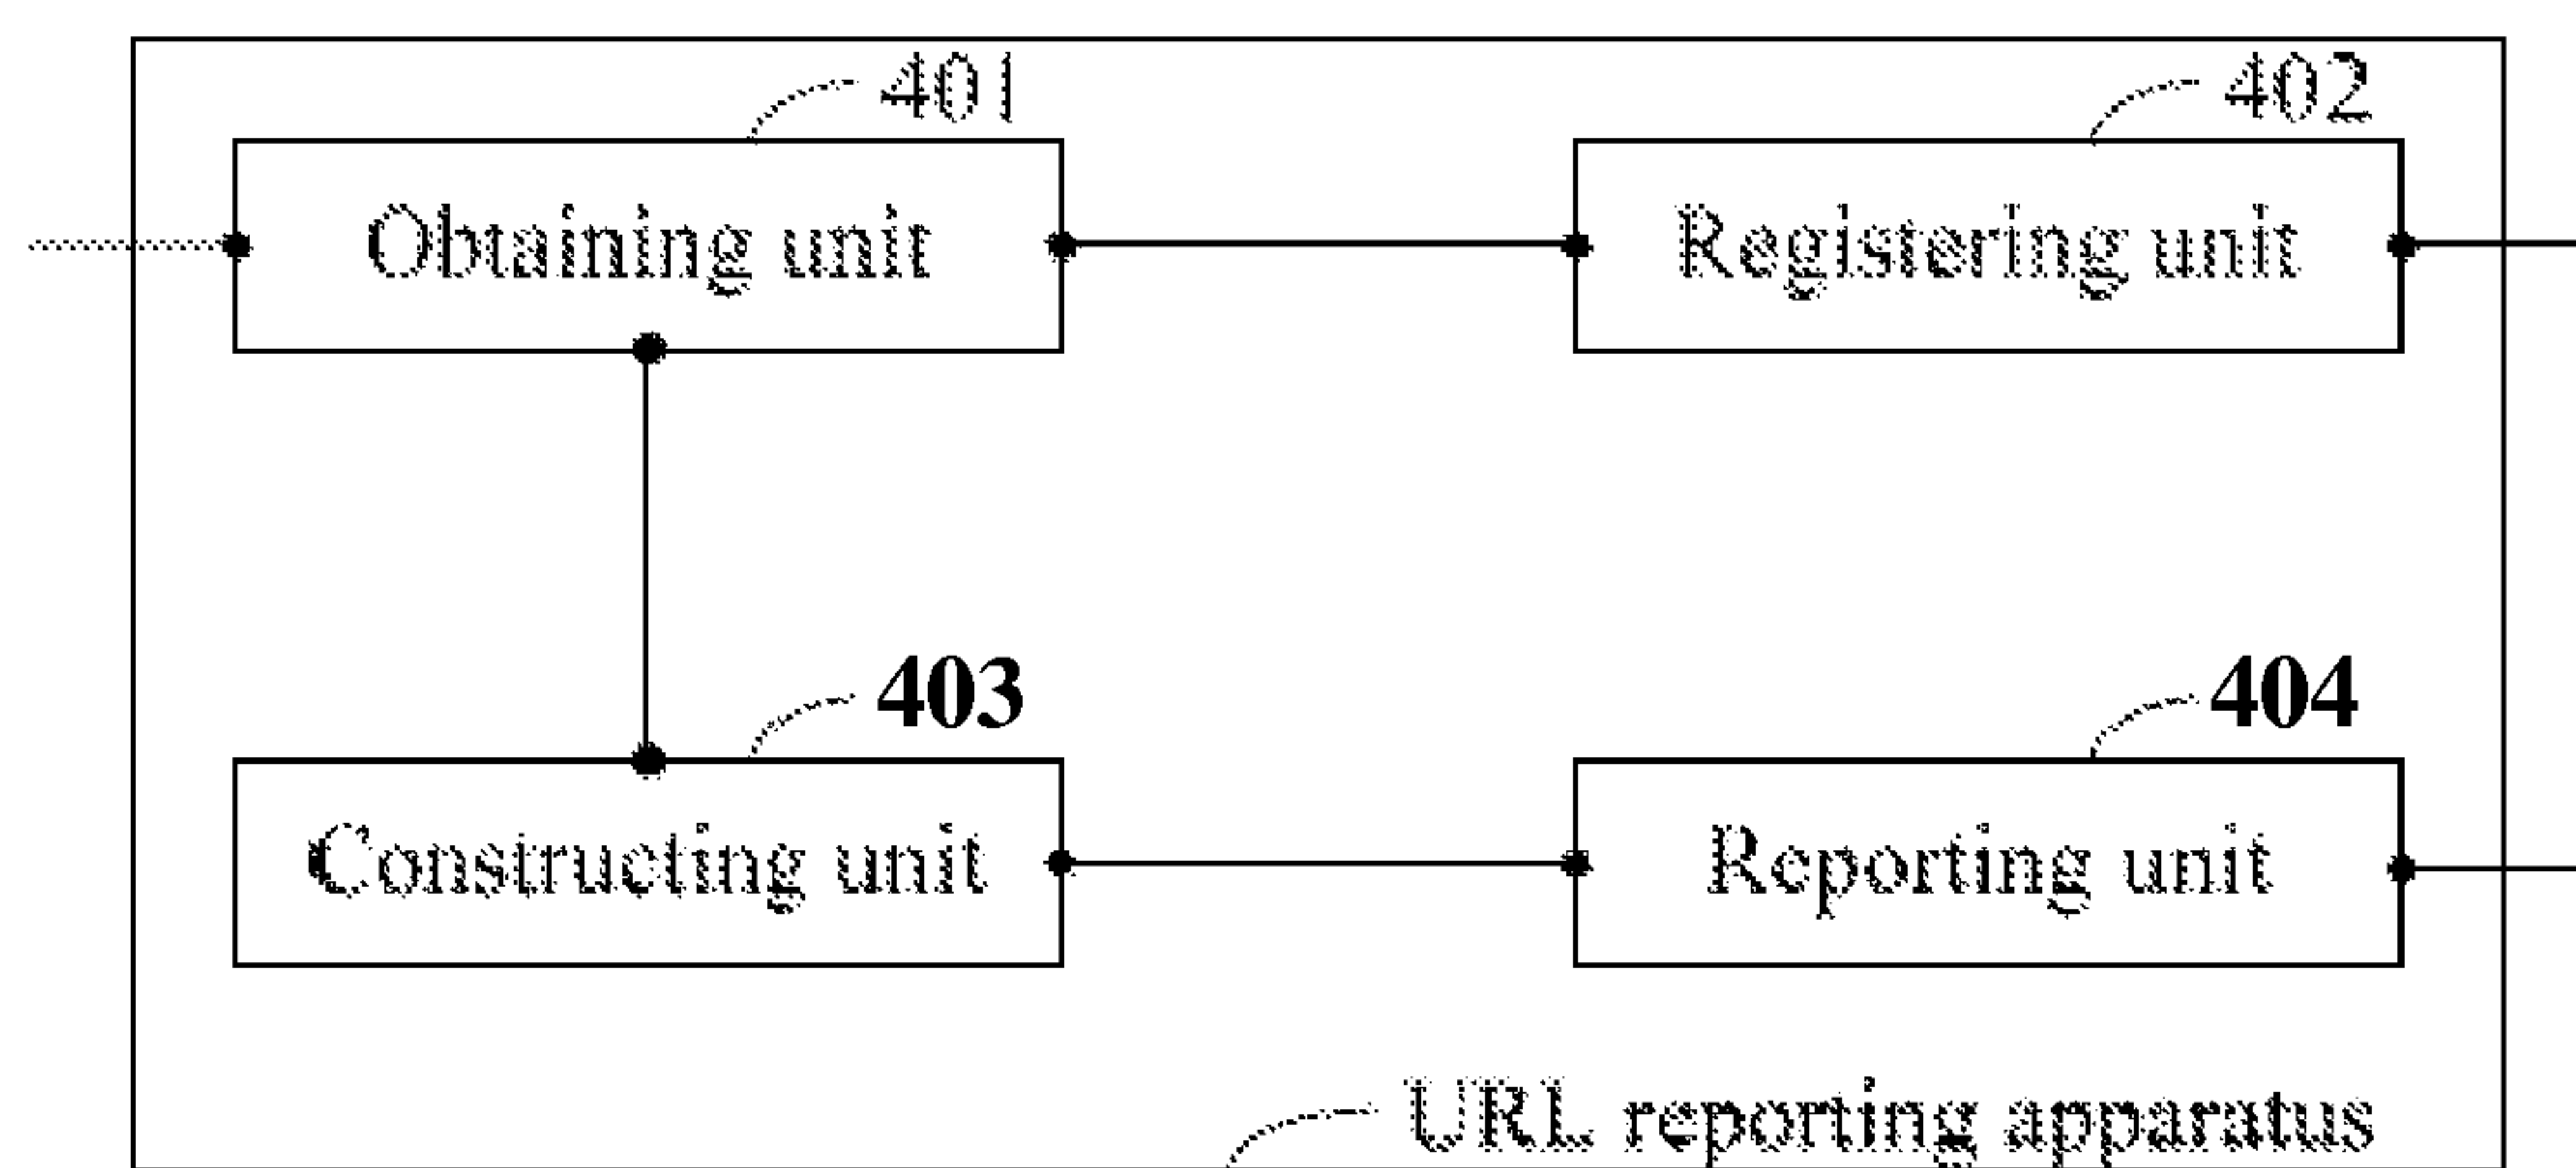 401
402
Obtaining unit
Registering unit
403
404
Constructing unit
Reporting unit
URL reporting apparatus